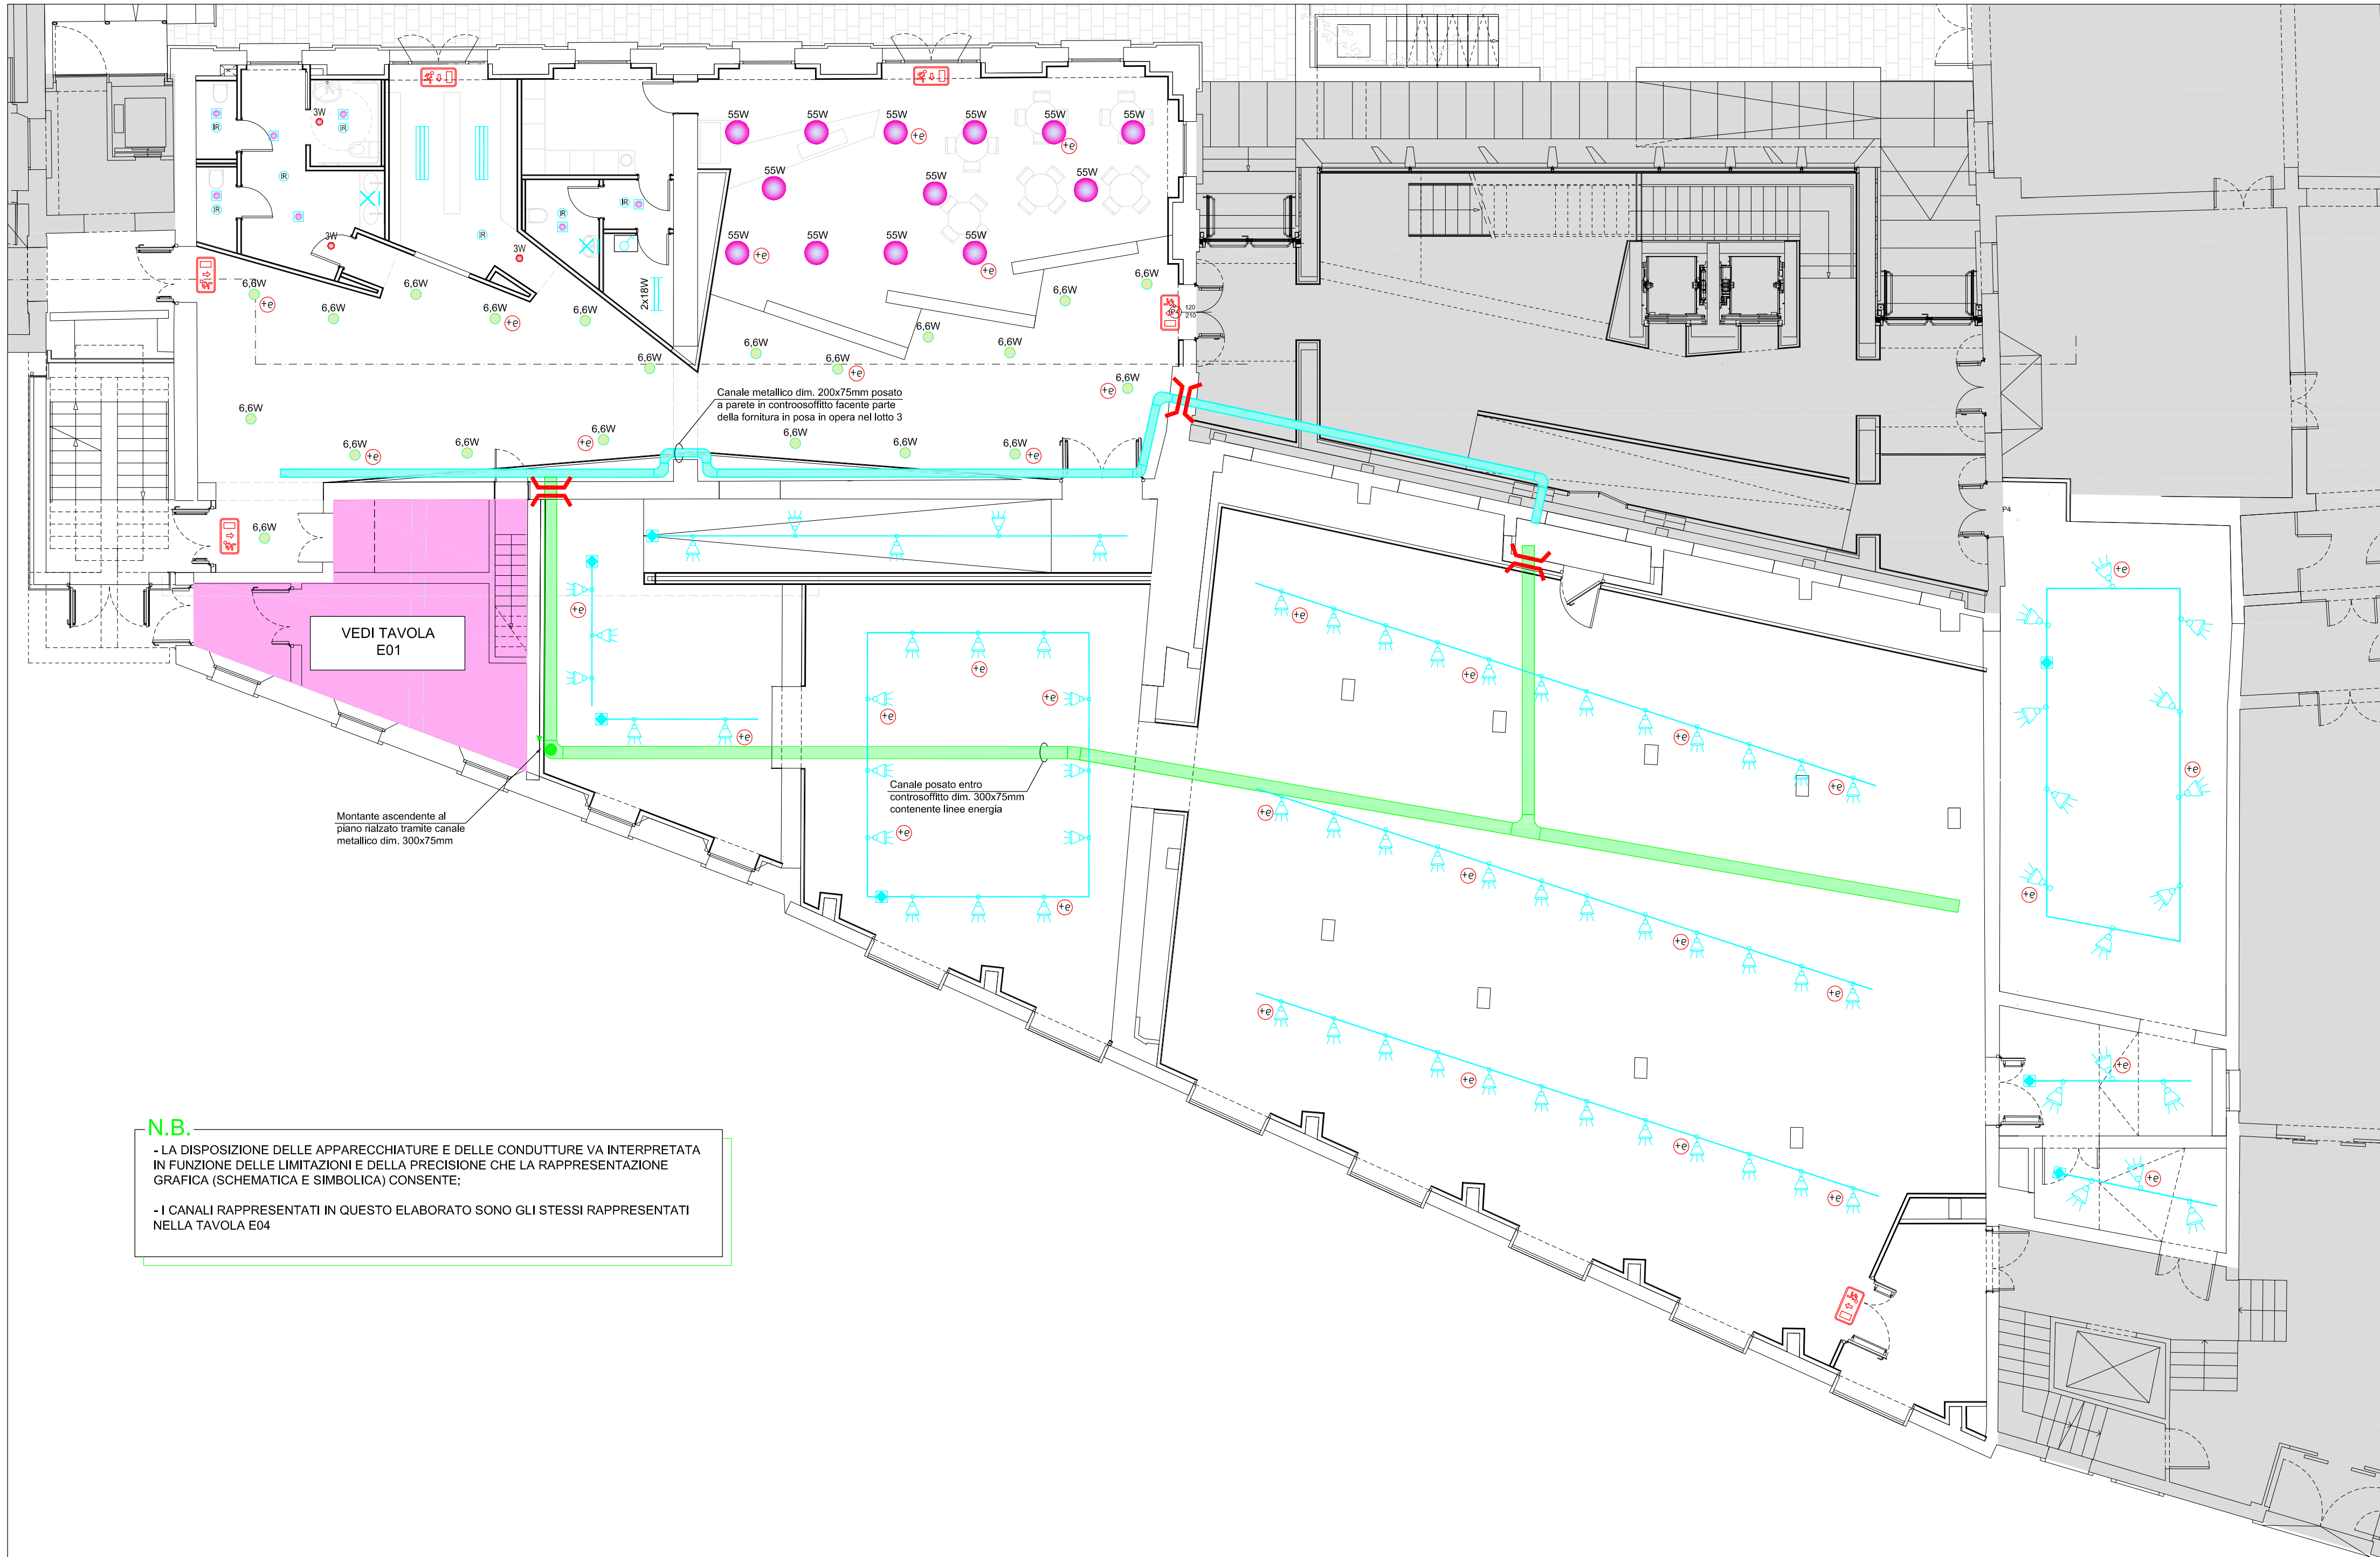 55W
55W
55W
55W
55W
55W
+e
+e
3W
IR
IR
IR
IR
55W
55W
55W
IR
IR
IR
3W
3W
55W
55W
55W
55W
+e
+e
6,6W
+e
6,6W
6,6W
6,6W
+e
6,6W
2x18W
6,6W
6,6W
6,6W
6,6W
6,6W
6,6W
6,6W
+e
P4
120
210
6,6W
+e
Canale metallico dim. 200x75mm posato
a parete in controosoffitto facente parte
della fornitura in posa in opera nel lotto 3
6,6W
6,6W
+e
6,6W
6,6W
+e
6,6W
6,6W
6,6W
+e
6,6W
P4
+e
+e
+e
VEDI TAVOLA
E01
+e
+e
+e
+e
+e
+e
+e
+e
+e
Canale posato entro
controsoffitto dim. 300x75mm
contenente linee energia
+e
Montante ascendente al
piano rialzato tramite canale
metallico dim. 300x75mm
+e
+e
+e
+e
+e
+e
+e
+e
+e
+e
+e
+e
N.B.
- LA DISPOSIZIONE DELLE APPARECCHIATURE E DELLE CONDUTTURE VA INTERPRETATA
IN FUNZIONE DELLE LIMITAZIONI E DELLA PRECISIONE CHE LA RAPPRESENTAZIONE
GRAFICA (SCHEMATICA E SIMBOLICA) CONSENTE;
- I CANALI RAPPRESENTATI IN QUESTO ELABORATO SONO GLI STESSI RAPPRESENTATI
NELLA TAVOLA E04